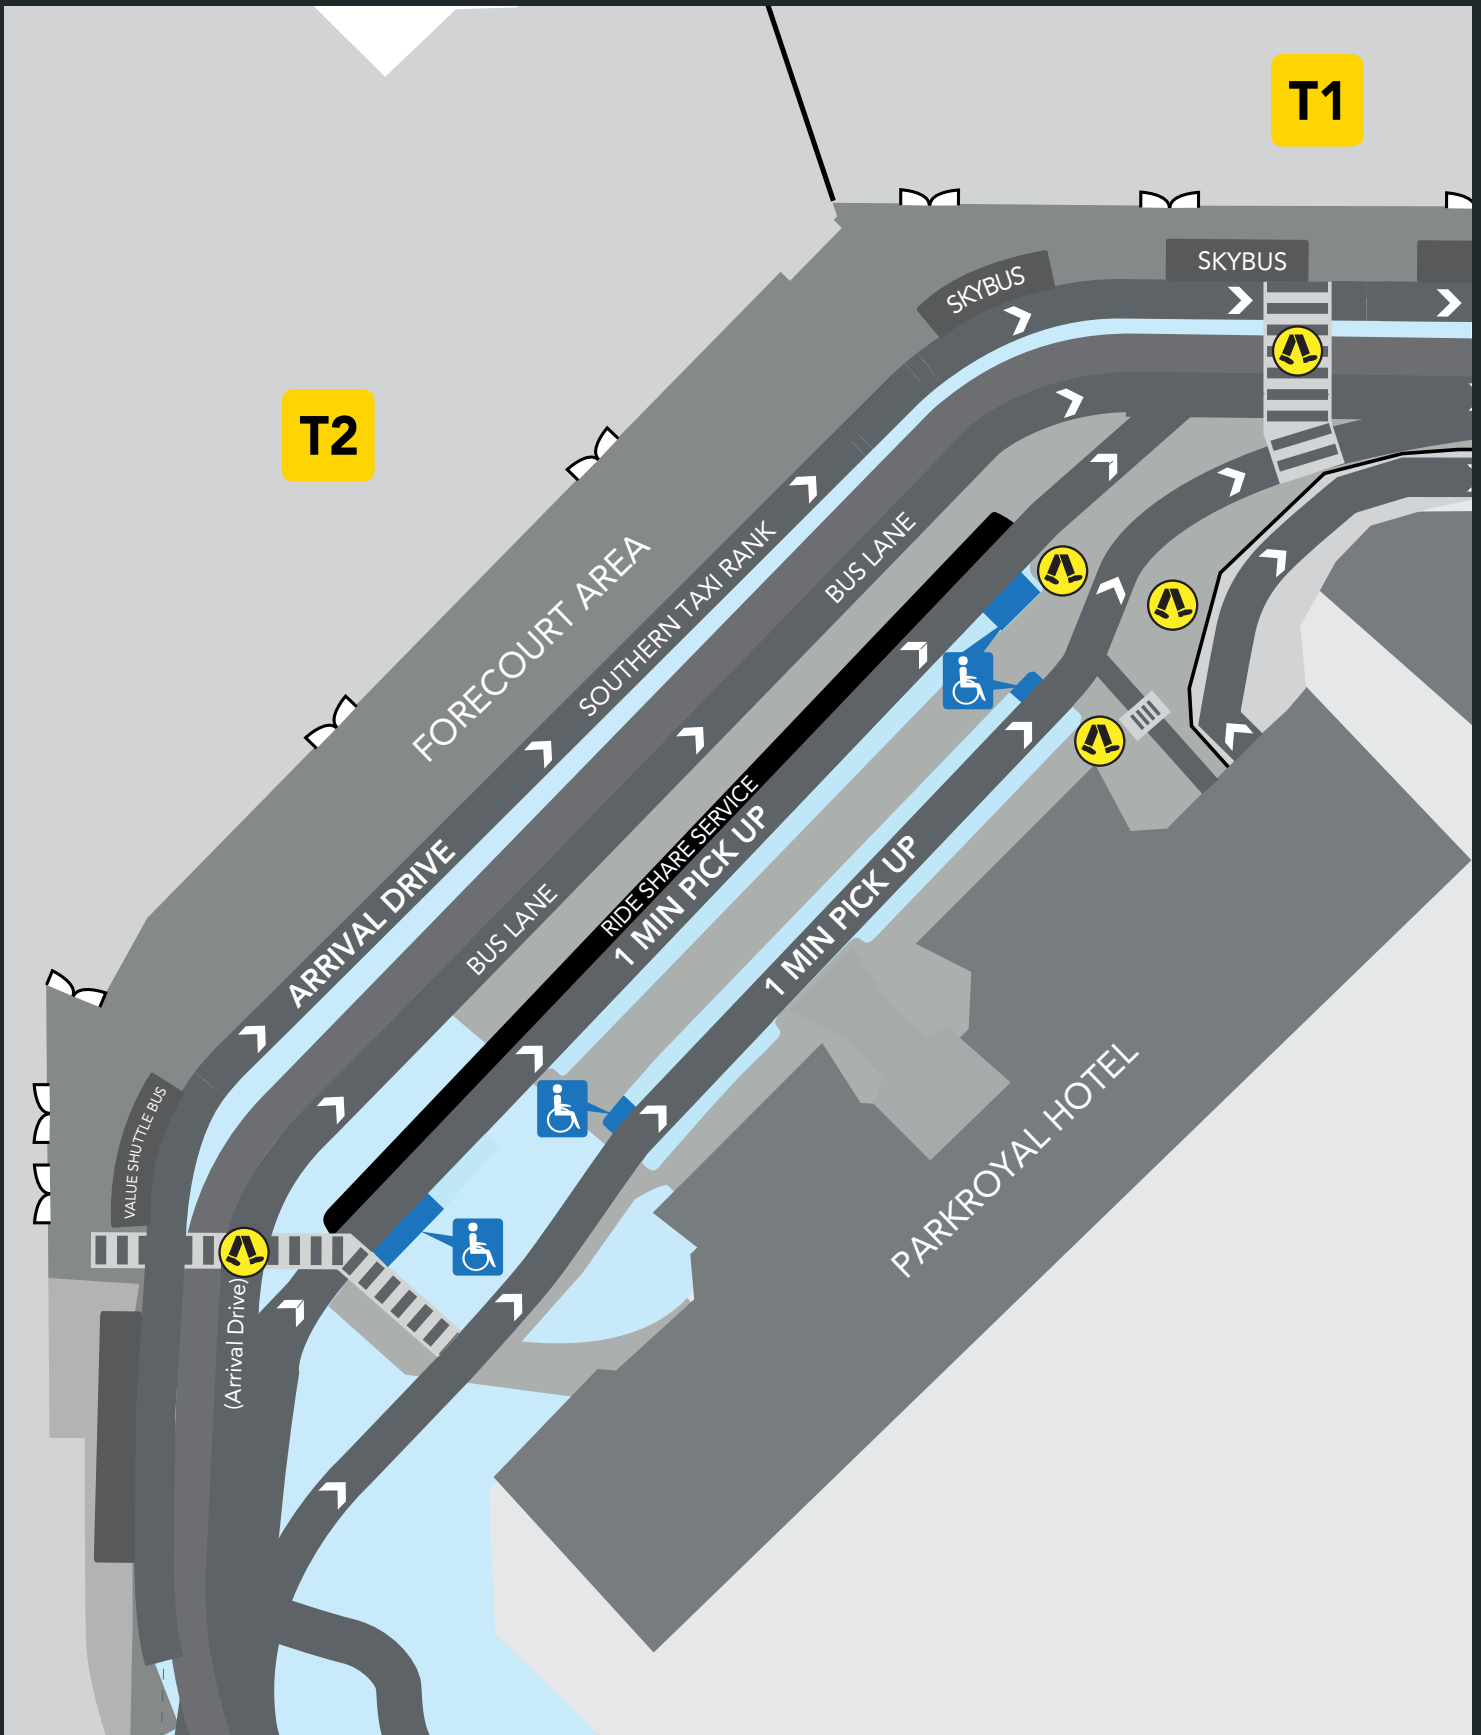 T1
SKYBUS
SKYBUS
T2
FORECOURT AREA
SOUTHERN TAXI RANK
BUS LANE
RIDE SHARE SERVICE
1 MIN PICK UP
1 MIN PICK UP
ARRIVAL DRIVE
BUS LANE
VALUE SHUTTLE BUS
PARKROYAL HOTEL
(Arrival Drive)